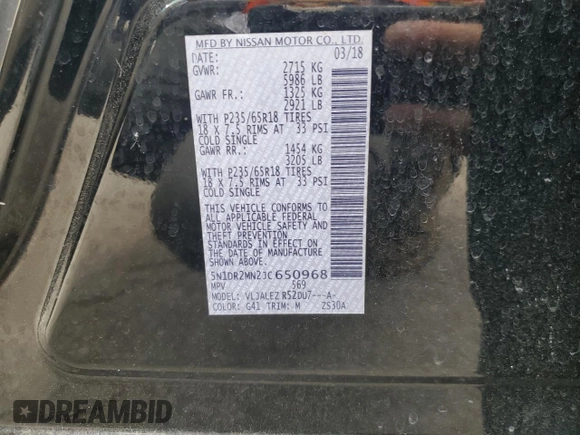 MFD BY NISSAN MOTOR CO., LTD.
DATE: 03/18
GVWR: 2715 KG
5986 LB
GAWR FR.: 1325 KG
2921 LB
WITH P235/65R18 TIRES
18 X 7.5 RIMS AT 33 PSI
COLD SINGLE
GAWR RR.: 1454 KG
3205 LB
WITH P235/65R18 TIRES
18 X 7.5 RIMS AT 33 PSI
COLD SINGLE
THIS VEHICLE CONFORMS TO
ALL APPLICABLE FEDERAL
MOTOR VEHICLE SAFETY AND
THEFT PREVENTION
STANDARDS IN EFFECT ON
THE DATE OF MANUFACTURE
SHOWN ABOVE.
5N1DR2MN2JC650968
MPV 569
MODEL: VLJALEZ R52DU7---A-
COLOR: G41 TRIM: M ZS30A
DREAMBID